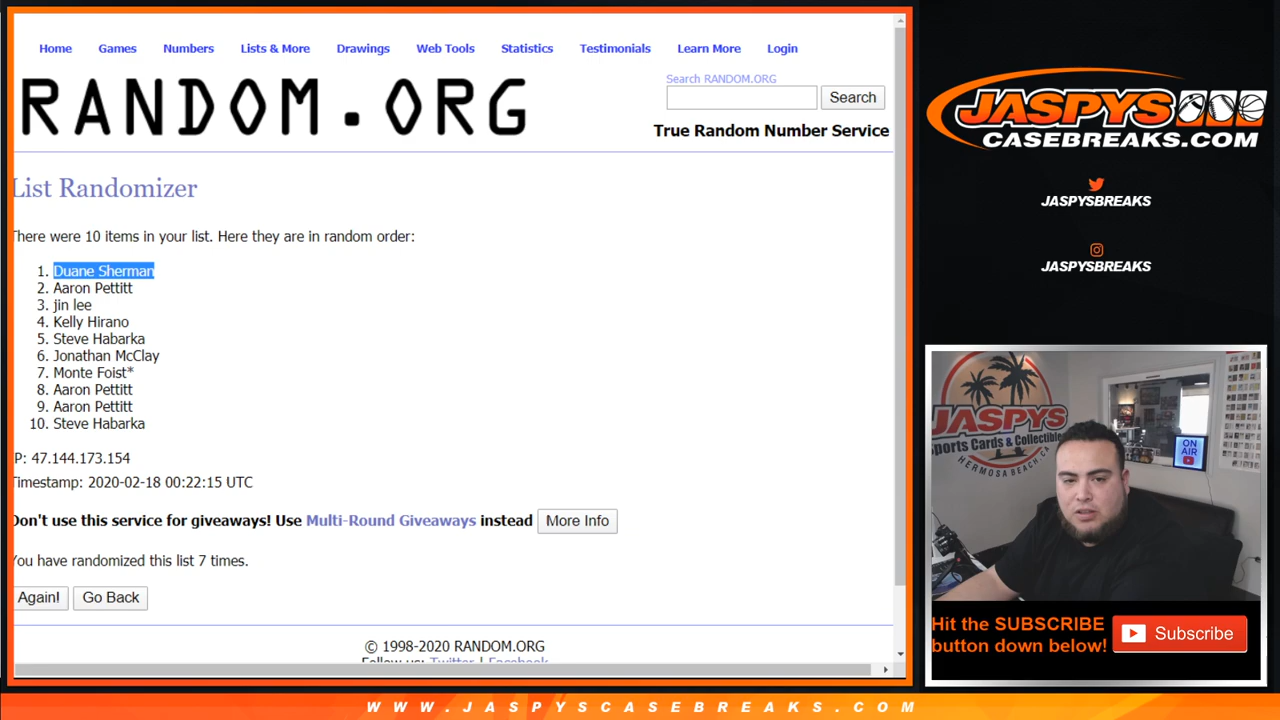 Home Games Numbers Lists & More Drawings Web Tools Statistics Testimonials Learn More Login
RANDOM.ORG
Search RANDOM.ORG
Search
True Random Number Service
List Randomizer
There were 10 items in your list. Here they are in random order:
1. Duane Sherman
2. Aaron Pettitt
3. jin lee
4. Kelly Hirano
5. Steve Habarka
6. Jonathan McClay
7. Monte Foist*
8. Aaron Pettitt
9. Aaron Pettitt
10. Steve Habarka
P: 47.144.173.154
Timestamp: 2020-02-18 00:22:15 UTC
Don't use this service for giveaways! Use Multi-Round Giveaways instead More Info
You have randomized this list 7 times.
Again! Go Back
© 1998-2020 RANDOM.ORG
Follow us: Twitter | Facebook
JASPYS
CASEBREAKS.COM
JASPYSBREAKS
JASPYSBREAKS
JASPYS
Sports Cards & Collectibles
HERMOSA BEACH, CA
ON
AIR
Hit the SUBSCRIBE
button down below!
Subscribe
WWW.JASPYSCASEBREAKS.COM